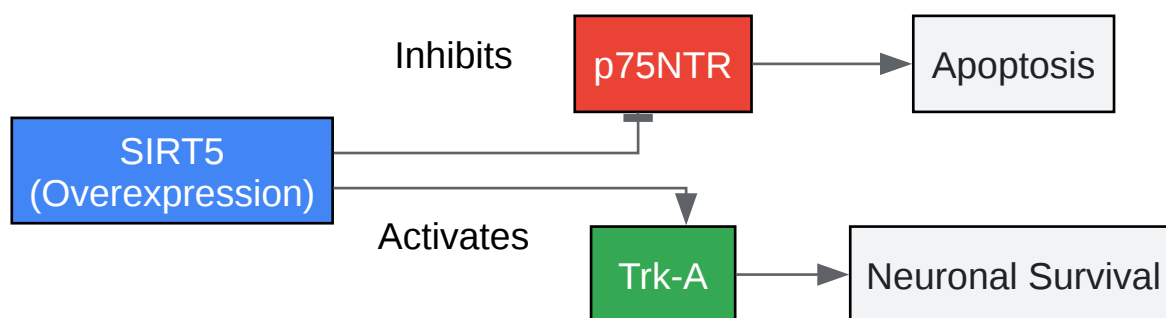 Inhibits
p75NTR
Apoptosis
SIRT5
(Overexpression)
Activates
Trk-A
Neuronal Survival